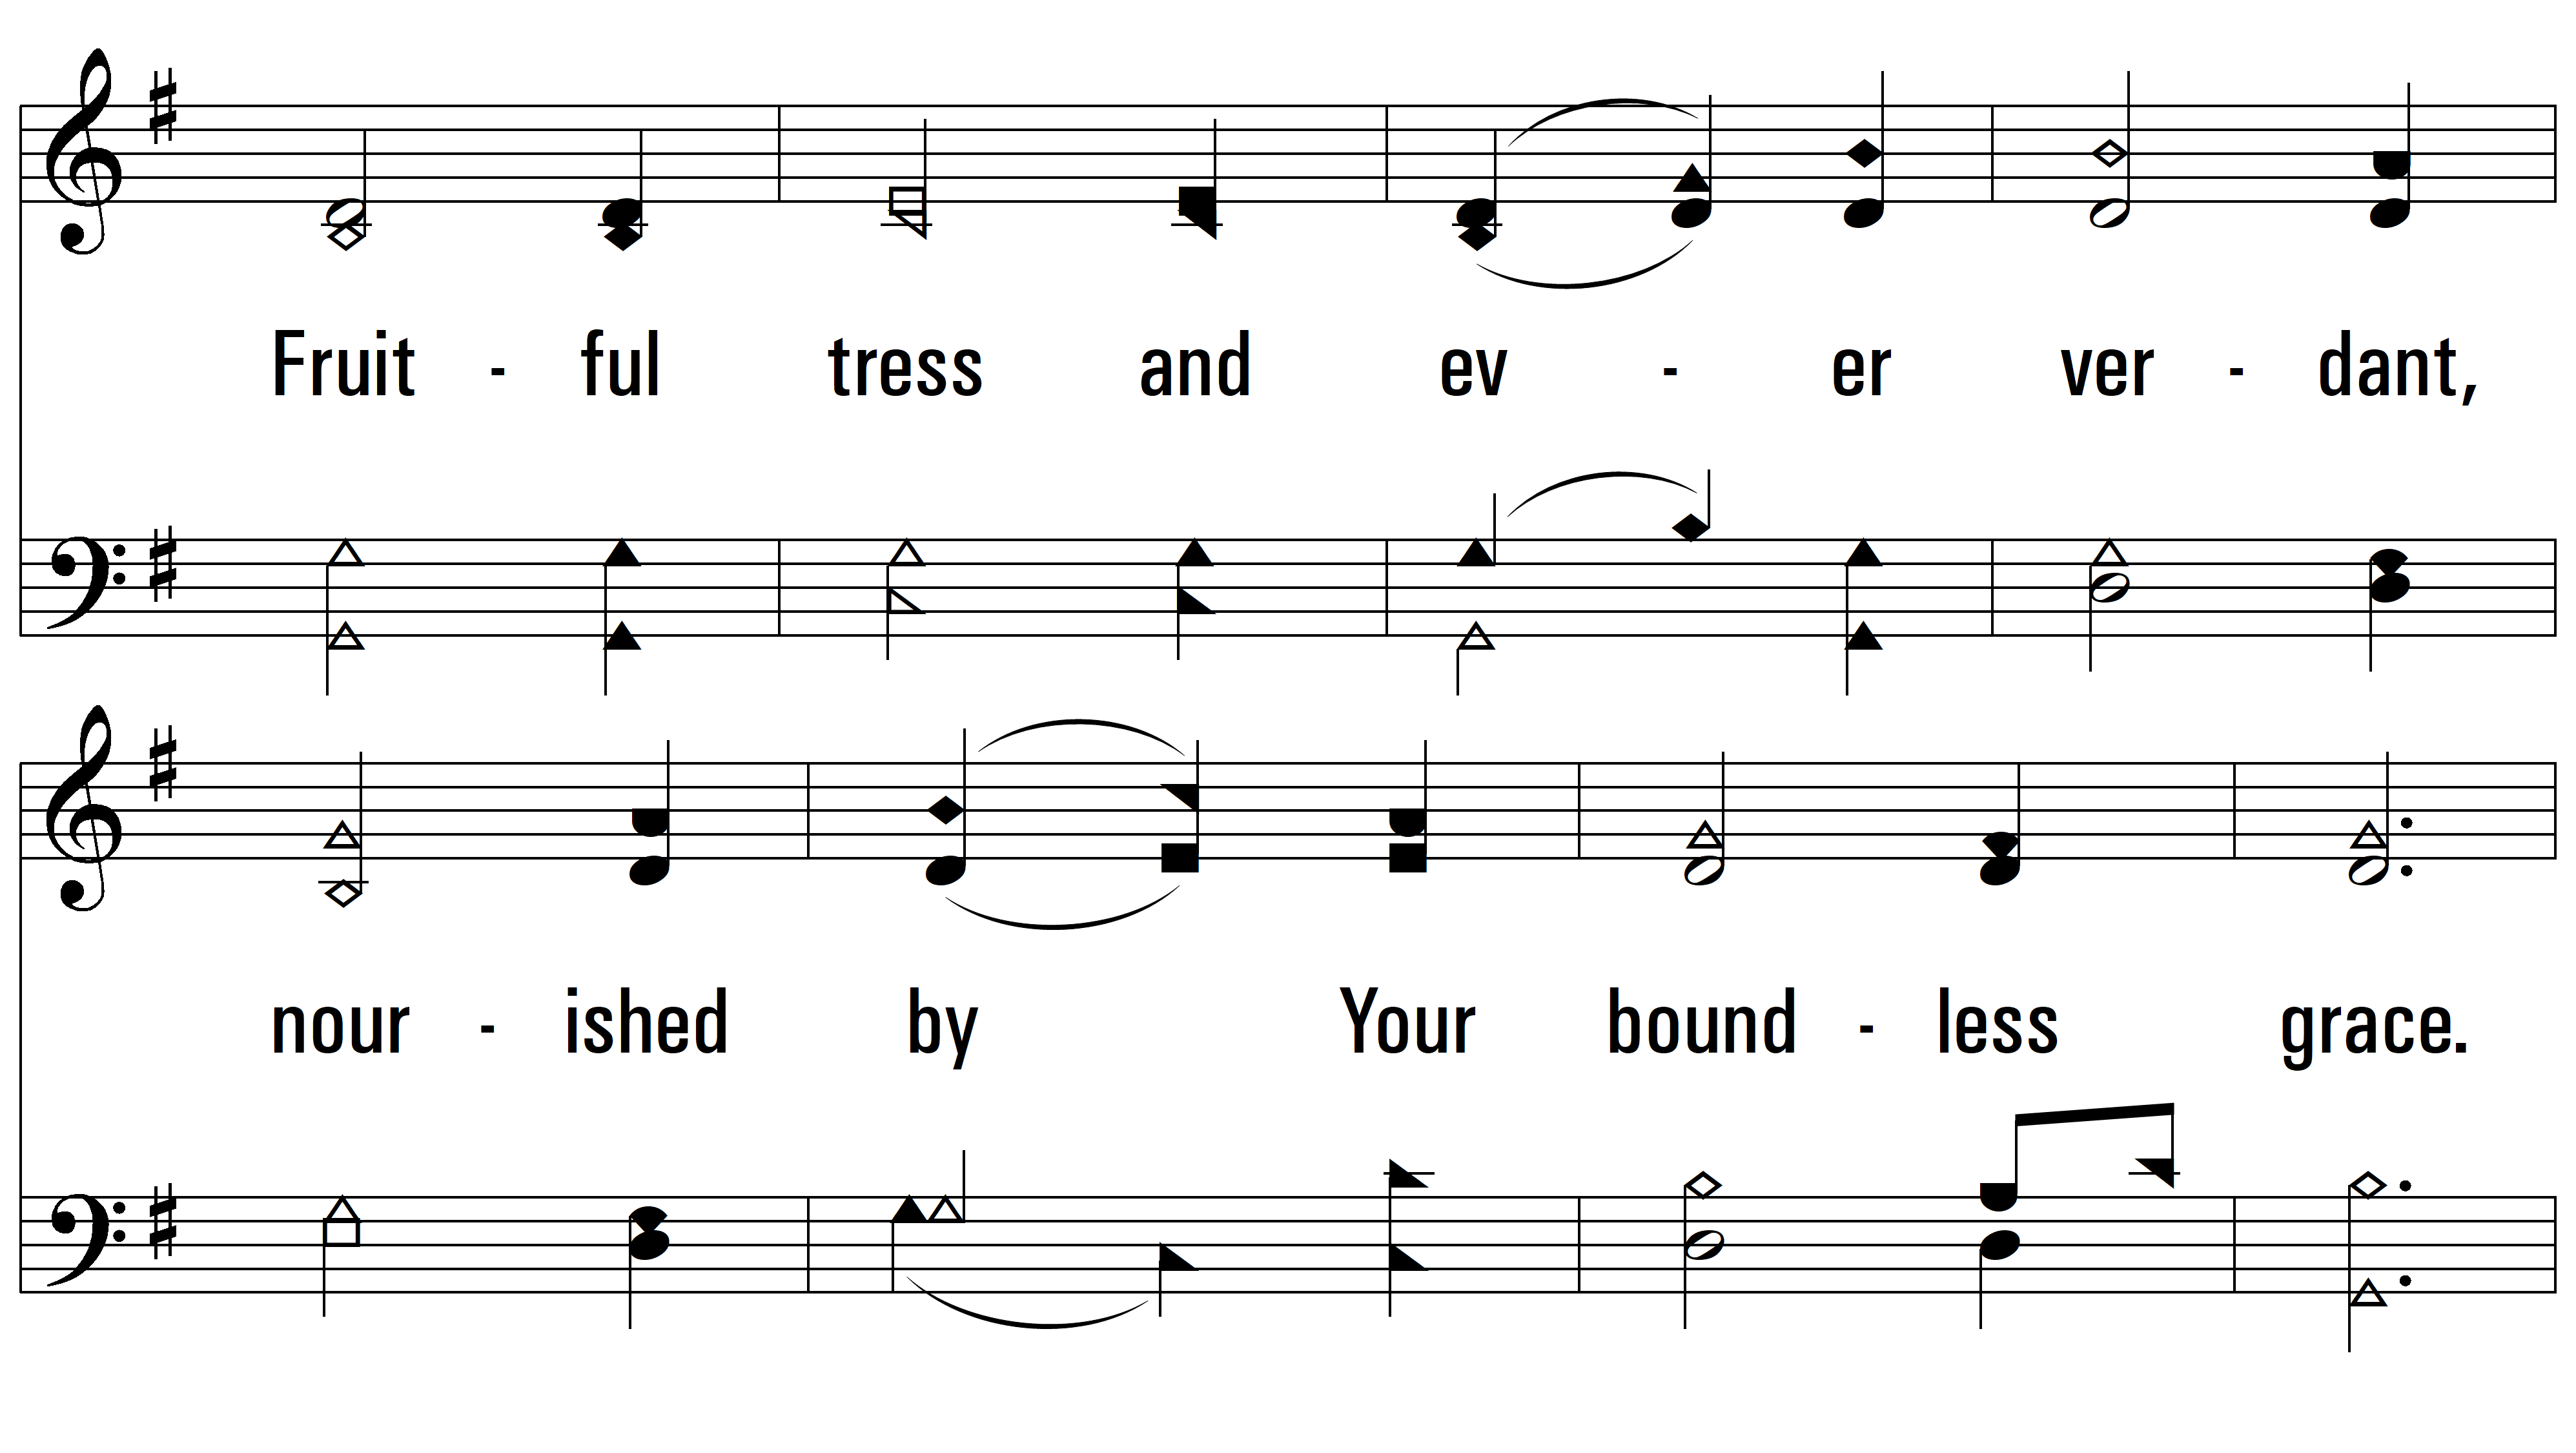 Fruit - ful tress and ev - er ver - dant,
nour - ished by Your bound - less grace.